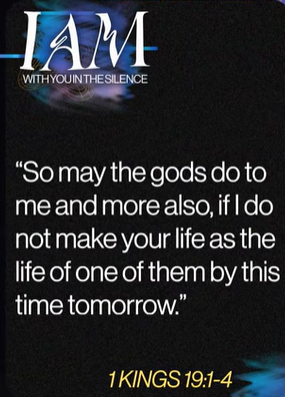 I AM
WITH YOU IN THE SILENCE
“So may the gods do to
me and more also, if I do
not make your life as the
life of one of them by this
time tomorrow.”
1 KINGS 19:1-4